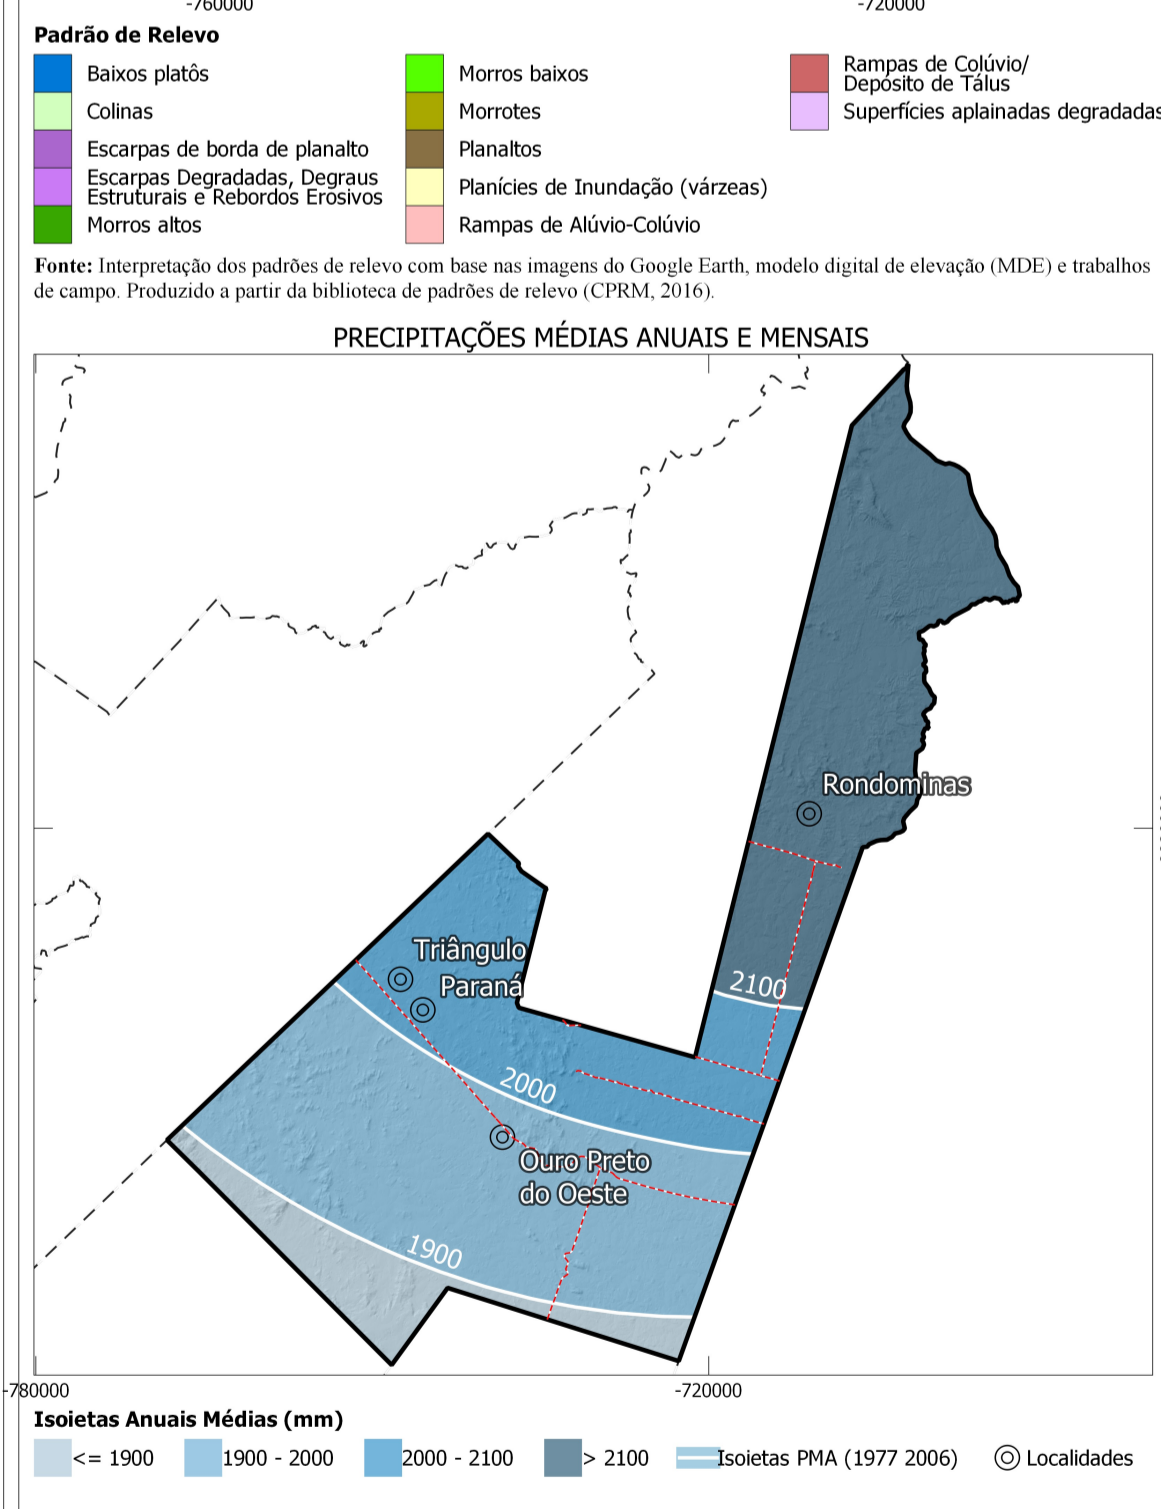 -760000
-720000
Padrão de Relevo
Baixos platôs
Colinas
Escarpas de borda de planalto
Escarpas Degradadas, Degraus
Estruturais e Rebordos Erosivos
Morros altos
Morros baixos
Morrotes
Planaltos
Planícies de Inundação (várzeas)
Rampas de Alúvio-Colúvio
Rampas de Colúvio/
Depósito de Tálus
Superfícies aplainadas degradadas
Fonte: Interpretação dos padrões de relevo com base nas imagens do Google Earth, modelo digital de elevação (MDE) e trabalhos
de campo. Produzido a partir da biblioteca de padrões de relevo (CPRM, 2016).
PRECIPITAÇÕES MÉDIAS ANUAIS E MENSAIS
Rondominas
Triângulo
Paraná
2100
2000
Ouro Preto
do Oeste
1900
-780000
-720000
Isoietas Anuais Médias (mm)
<= 1900
1900 - 2000
2000 - 2100
> 2100
Isoietas PMA (1977 2006)
Localidades